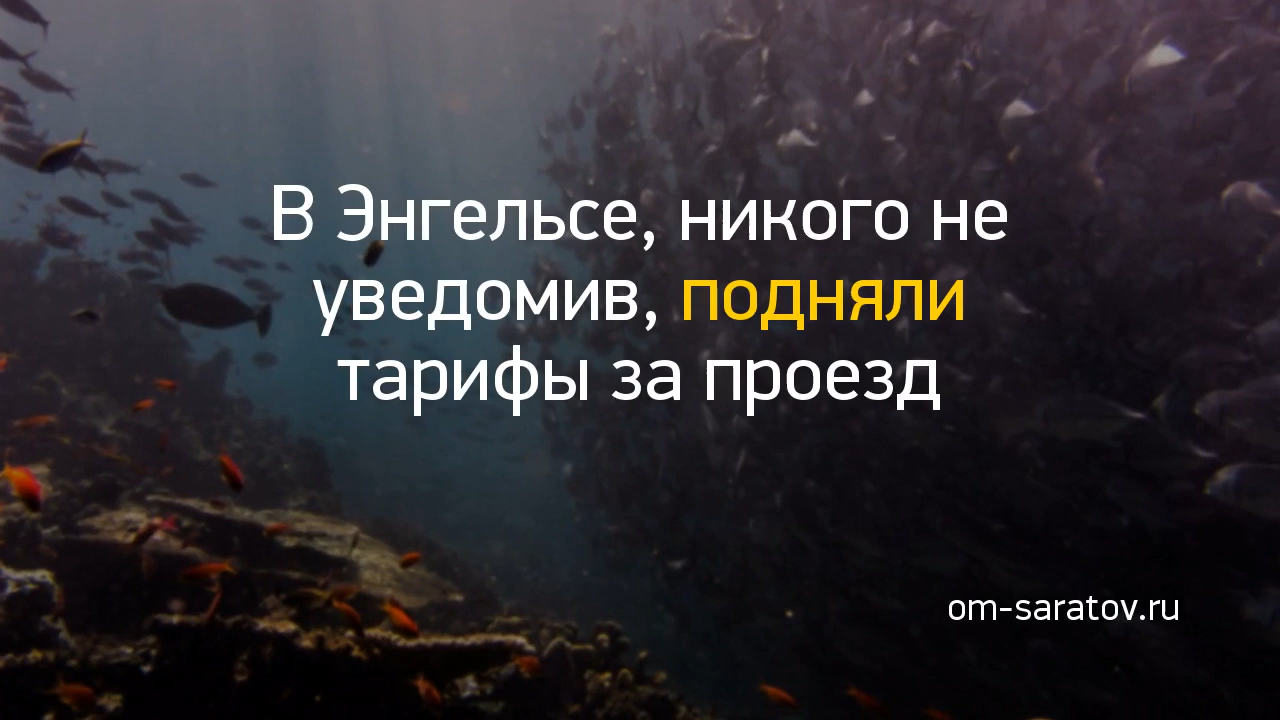 В Энгельсе, никого не
уведомив, подняли
тарифы за проезд
om-saratov.ru